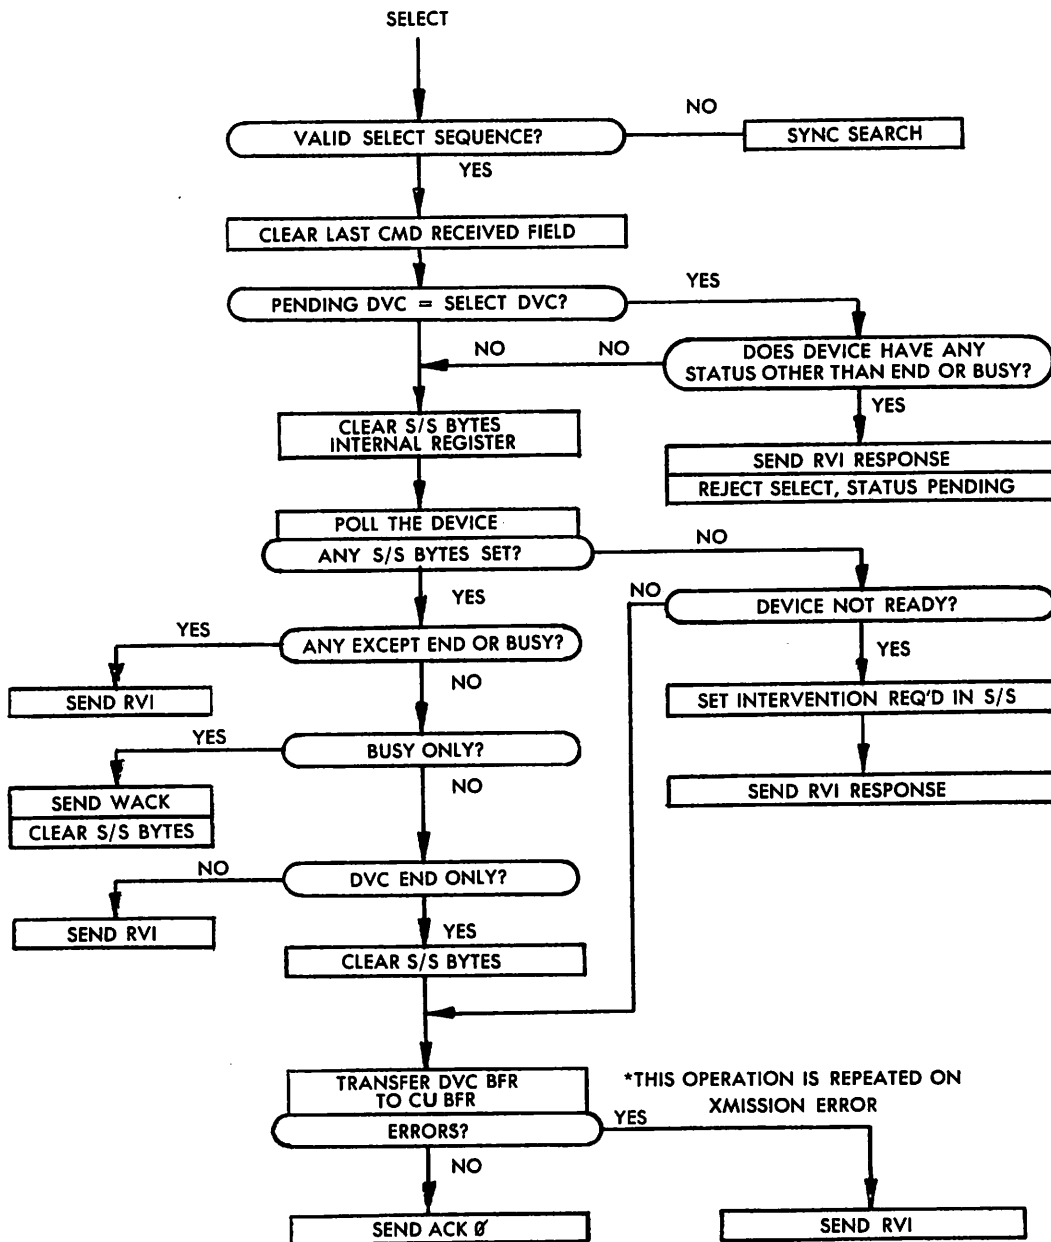 SELECT
NO
VALID SELECT SEQUENCE?
SYNC SEARCH
YES
CLEAR LAST CMD RECEIVED FIELD
YES
PENDING DVC = SELECT DVC?
NO
NO
DOES DEVICE HAVE ANY
STATUS OTHER THAN END OR BUSY?
YES
CLEAR S/S BYTES
INTERNAL REGISTER
SEND RVI RESPONSE
REJECT SELECT, STATUS PENDING
POLL THE DEVICE
ANY S/S BYTES SET?
NO
YES
NO
DEVICE NOT READY?
YES
ANY EXCEPT END OR BUSY?
YES
NO
SEND RVI
SET INTERVENTION REQ'D IN S/S
YES
BUSY ONLY?
NO
SEND RVI RESPONSE
SEND WACK
CLEAR S/S BYTES
NO
DVC END ONLY?
SEND RVI
YES
CLEAR S/S BYTES
TRANSFER DVC BFR
TO CU BFR
*THIS OPERATION IS REPEATED ON
XMISSION ERROR
ERRORS?
YES
NO
SEND ACK 0̸
SEND RVI